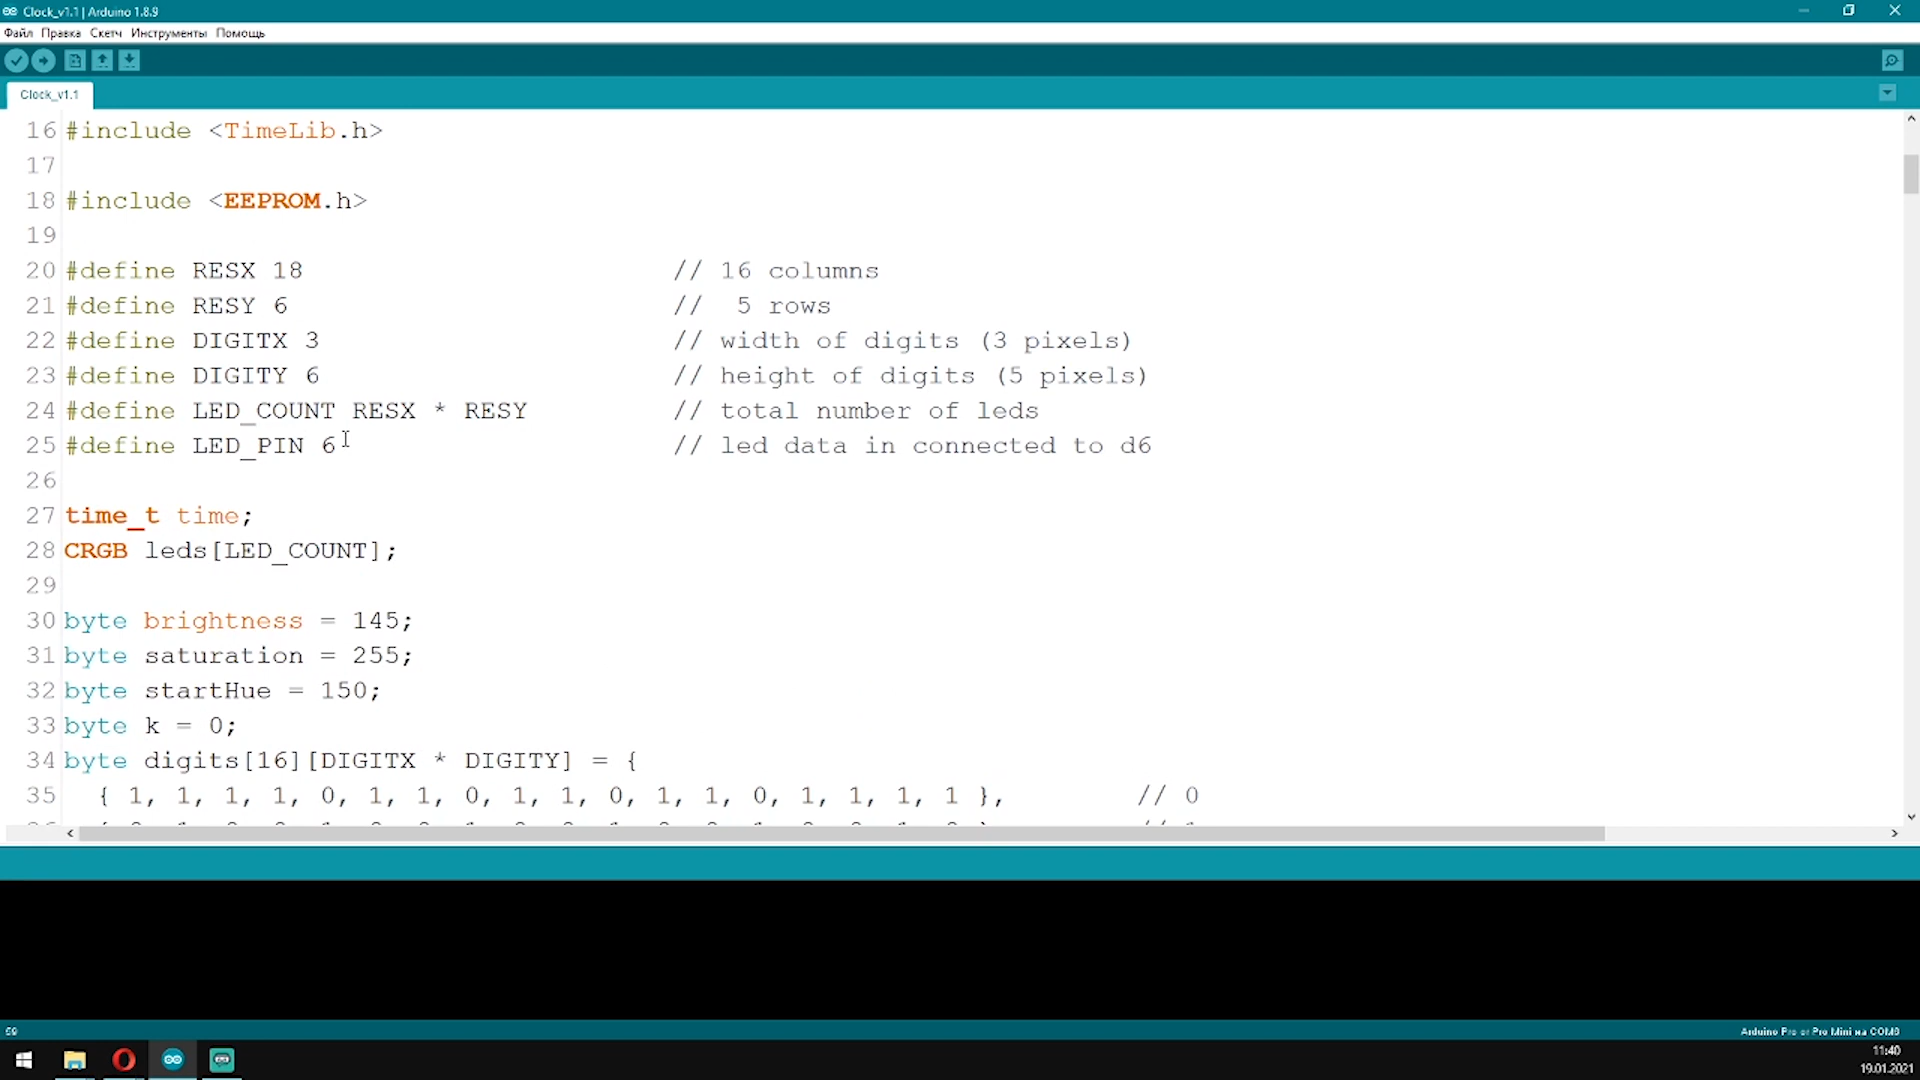 Clock_v1.1 | Arduino 1.8.9
Файл Правка Скетч Инструменты Помощь
Clock_v1.1
16 #include <TimeLib.h>
17
18 #include <EEPROM.h>
19
20 #define RESX 18 // 16 columns
21 #define RESY 6 // 5 rows
22 #define DIGITX 3 // width of digits (3 pixels)
23 #define DIGITY 6 // height of digits (5 pixels)
24 #define LED_COUNT RESX * RESY // total number of leds
25 #define LED_PIN 6 // led data in connected to d6
26
27 time_t time;
28 CRGB leds[LED_COUNT];
29
30 byte brightness = 145;
31 byte saturation = 255;
32 byte startHue = 150;
33 byte k = 0;
34 byte digits[16][DIGITX * DIGITY] = {
35 { 1, 1, 1, 1, 0, 1, 1, 0, 1, 1, 0, 1, 1, 0, 1, 1, 1, 1 }, // 0
59
Arduino Pro or Pro Mini на COM9
11:40
19.01.2021